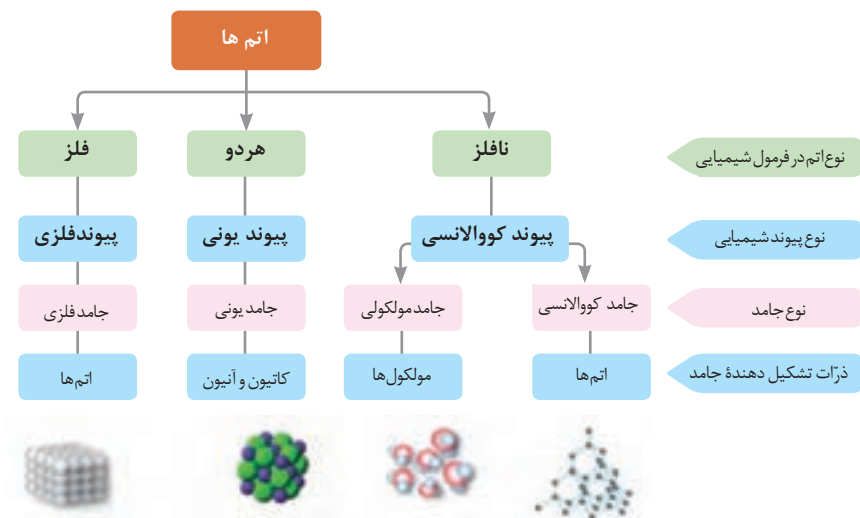 اتم ها
نوع اتم در فرمول شیمیایی
نافلز
هردو
فلز
نوع پیوند شیمیایی
پیوند کووالانسی
پیوند یونی
پیوندفلزی
نوع جامد
جامد کووالانسی
جامد مولکولی
جامد یونی
جامد فلزی
ذرّات تشکیل دهندهٔ جامد
اتم‌ها
مولکول‌ها
کاتیون و آنیون
اتم‌ها